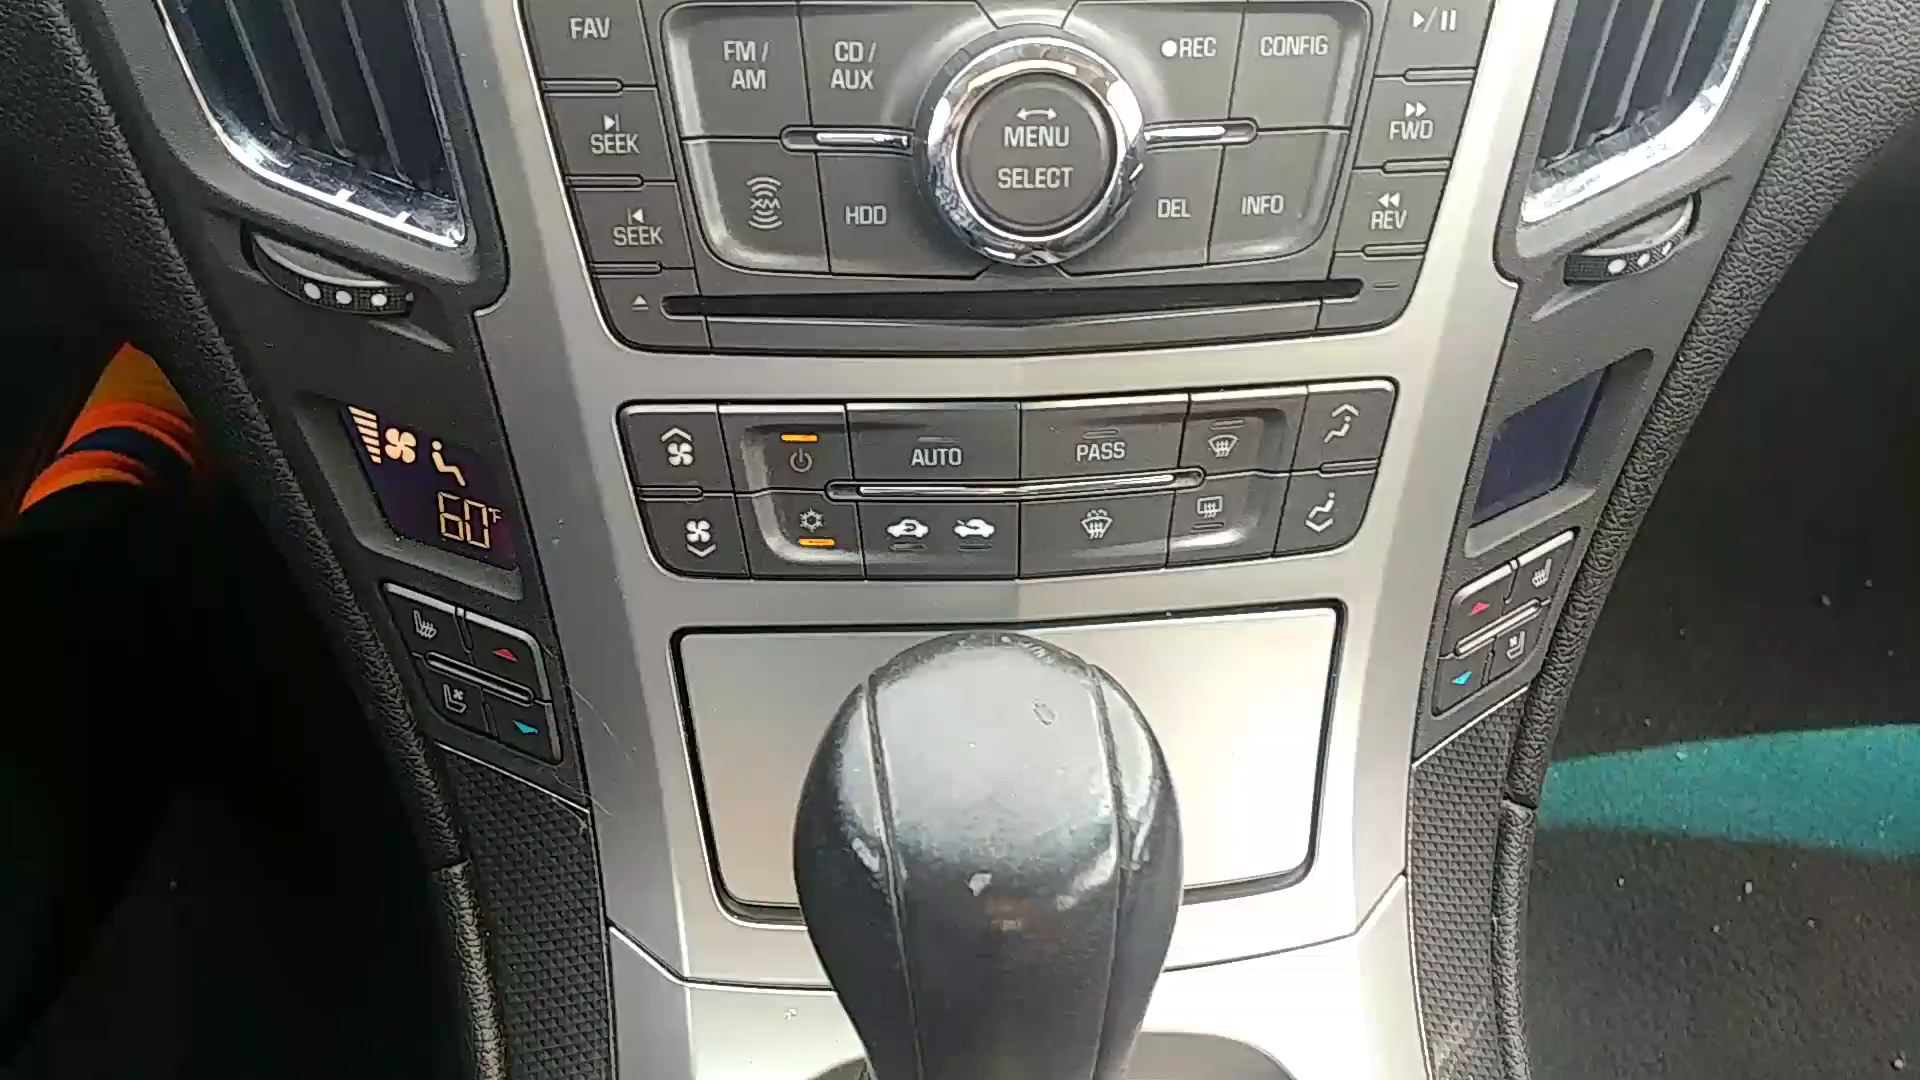 FAV
FM /
AM
CD /
AUX
MENU
SELECT
REC
CONFIG
SEEK
FWD
SEEK
XM
HDD
DEL
INFO
REV
AUTO
PASS
60°F